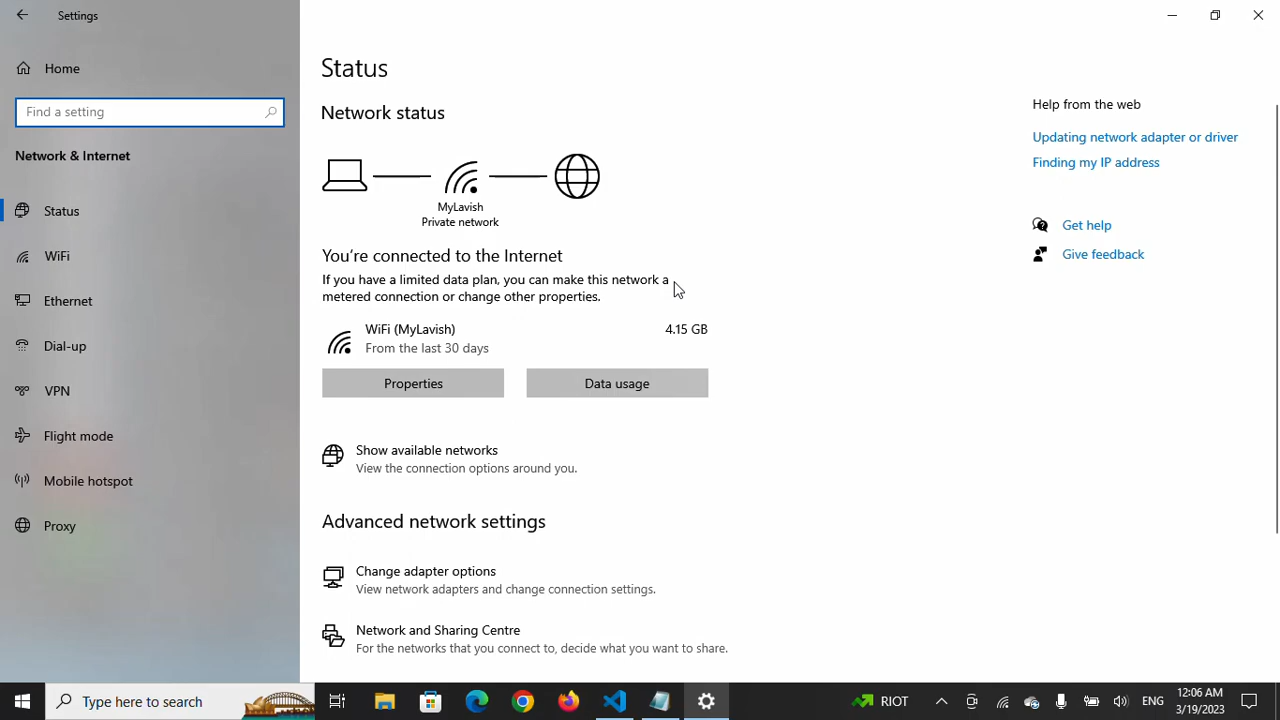 Settings
Home
Find a setting
Network & Internet
Status
WiFi
Ethernet
Dial-up
VPN
Flight mode
Mobile hotspot
Proxy
Status
Network status
MyLavish
Private network
You're connected to the Internet
If you have a limited data plan, you can make this network a
metered connection or change other properties.
WiFi (MyLavish) 4.15 GB
From the last 30 days
Properties Data usage
Show available networks
View the connection options around you.
Advanced network settings
Change adapter options
View network adapters and change connection settings.
Network and Sharing Centre
For the networks that you connect to, decide what you want to share.
Help from the web
Updating network adapter or driver
Finding my IP address
Get help
Give feedback
Type here to search
RIOT
ENG
12:06 AM
3/19/2023